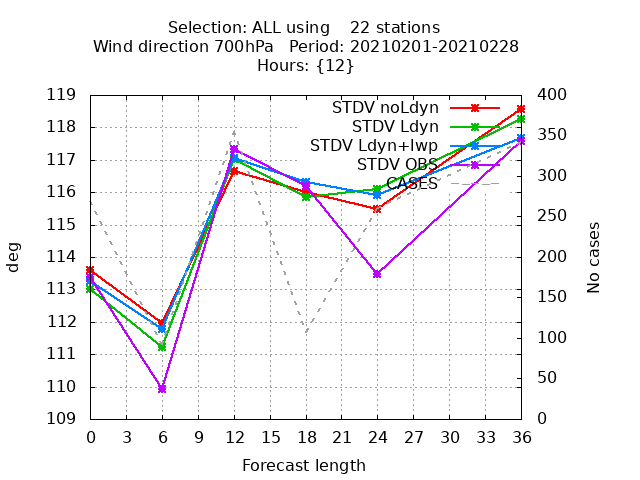 Selection: ALL using    22 stations
Wind direction 700hPa   Period: 20210201-20210228
Hours: {12}
119
118
117
116
115
114
113
112
111
110
109
deg
400
350
300
250
200
150
100
50
0
No cases
STDV noLdyn
STDV Ldyn
STDV Ldyn+lwp
STDV OBS
CASES
0 3 6 9 12 15 18 21 24 27 30 33 36
Forecast length